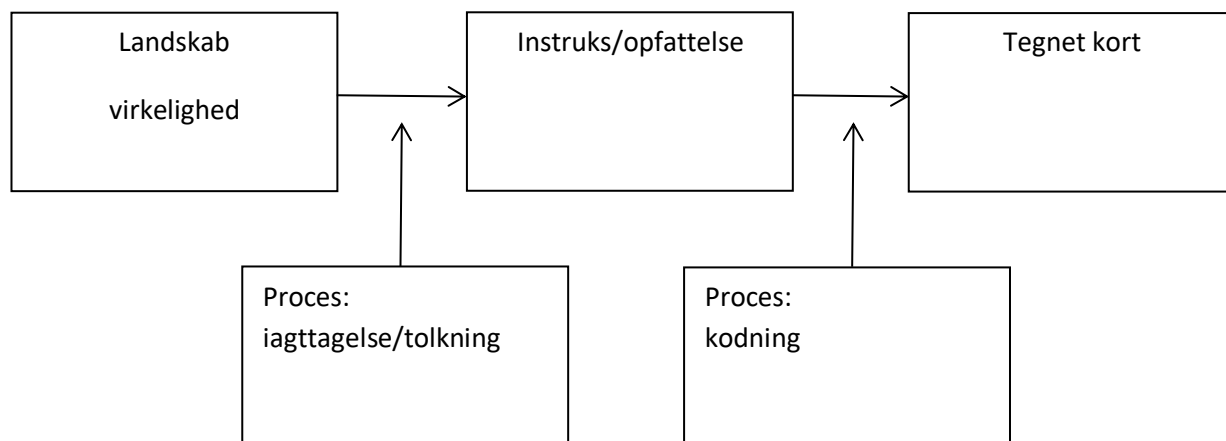 Landskab
virkelighed
Instruks/opfattelse
Tegnet kort
Proces:
iagttagelse/tolkning
Proces:
kodning